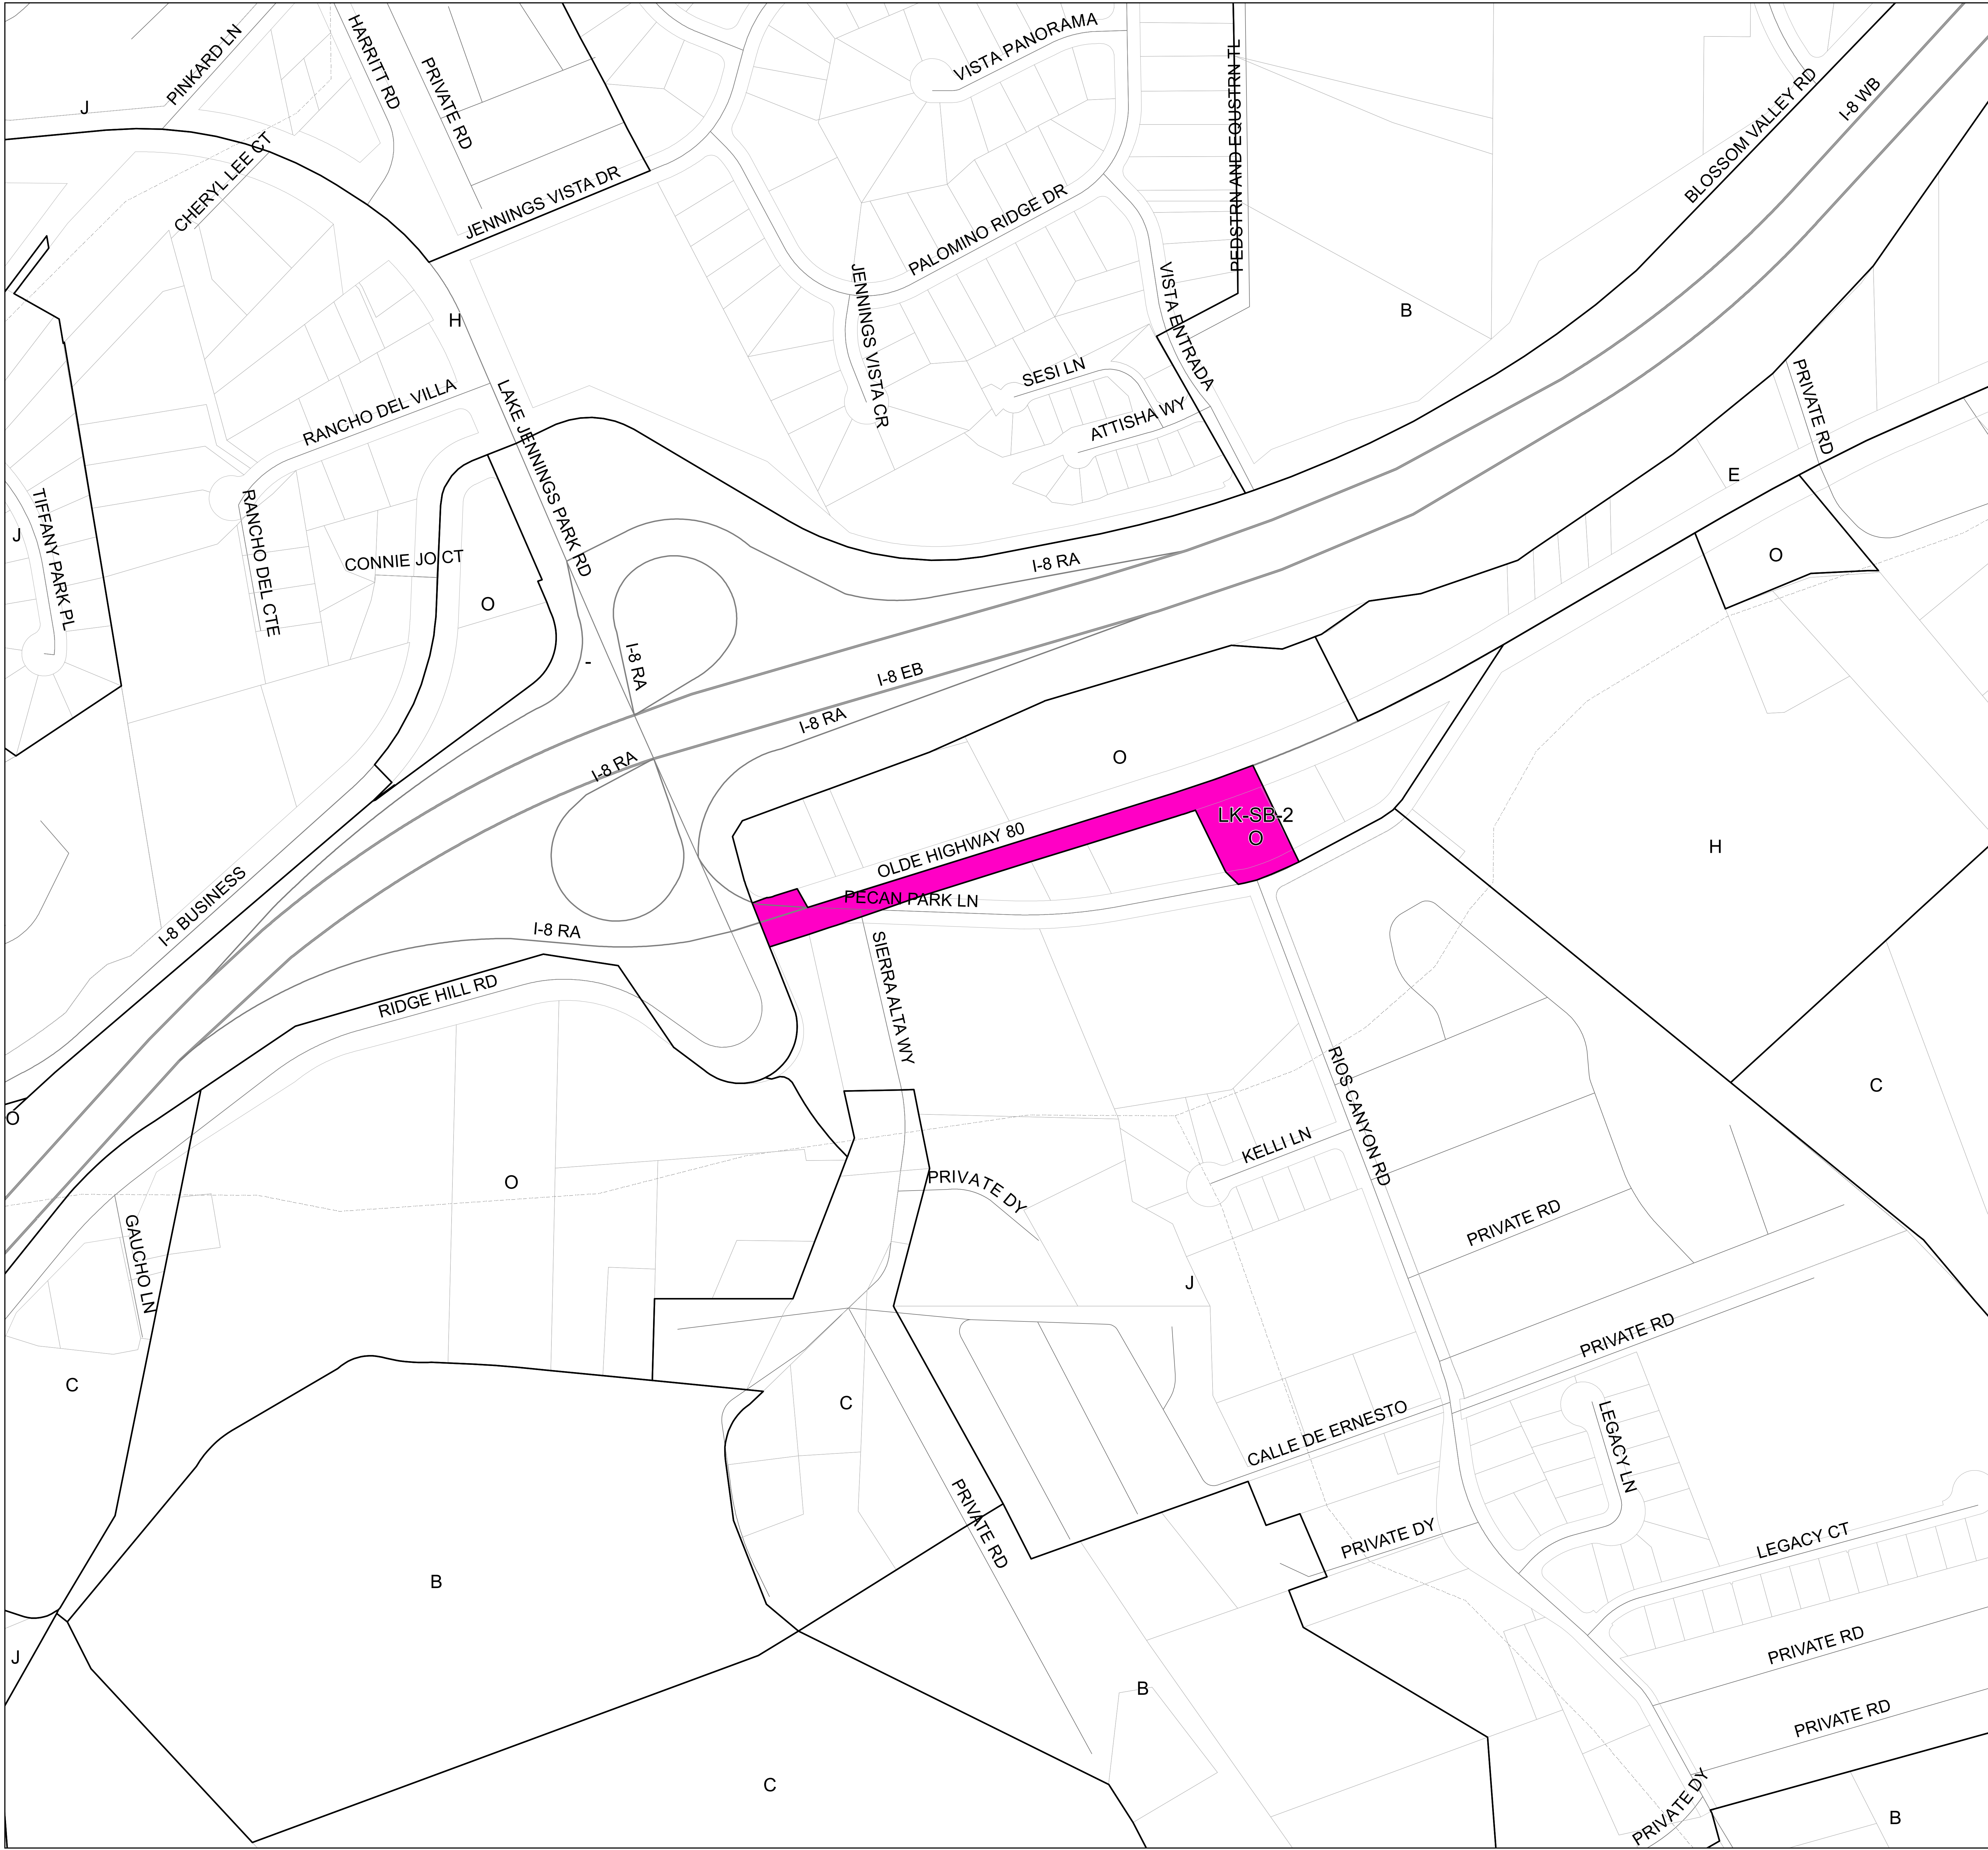 VISTA PANORAMA
PINKARD LN
HARRITT RD
PRIVATE RD
J
PEDSTRN AND EQUSTRN TL
BLOSSOM VALLEY RD
I-8 WB
CHERYL LEE CT
JENNINGS VISTA DR
PALOMINO RIDGE DR
JENNINGS VISTA CR
VISTA ENTRADA
H
B
SESI LN
RANCHO DEL VILLA
LAKE JENNINGS PARK RD
ATTISHA WY
PRIVATE RD
E
TIFFANY PARK PL
RANCHO DEL CTE
J
CONNIE JO CT
I-8 RA
O
O
-
I-8 RA
I-8 EB
I-8 RA
I-8 RA
O
LK-SB-2
O
OLDE HIGHWAY 80
H
PECAN PARK LN
I-8 BUSINESS
I-8 RA
SIERRA ALTA WY
RIDGE HILL RD
RIOS CANYON RD
C
O
KELLI LN
O
PRIVATE DY
PRIVATE RD
GAUCHO LN
J
PRIVATE RD
C
C
CALLE DE ERNESTO
LEGACY LN
PRIVATE RD
PRIVATE DY
LEGACY CT
B
J
PRIVATE RD
B
PRIVATE RD
C
PRIVATE DY
B